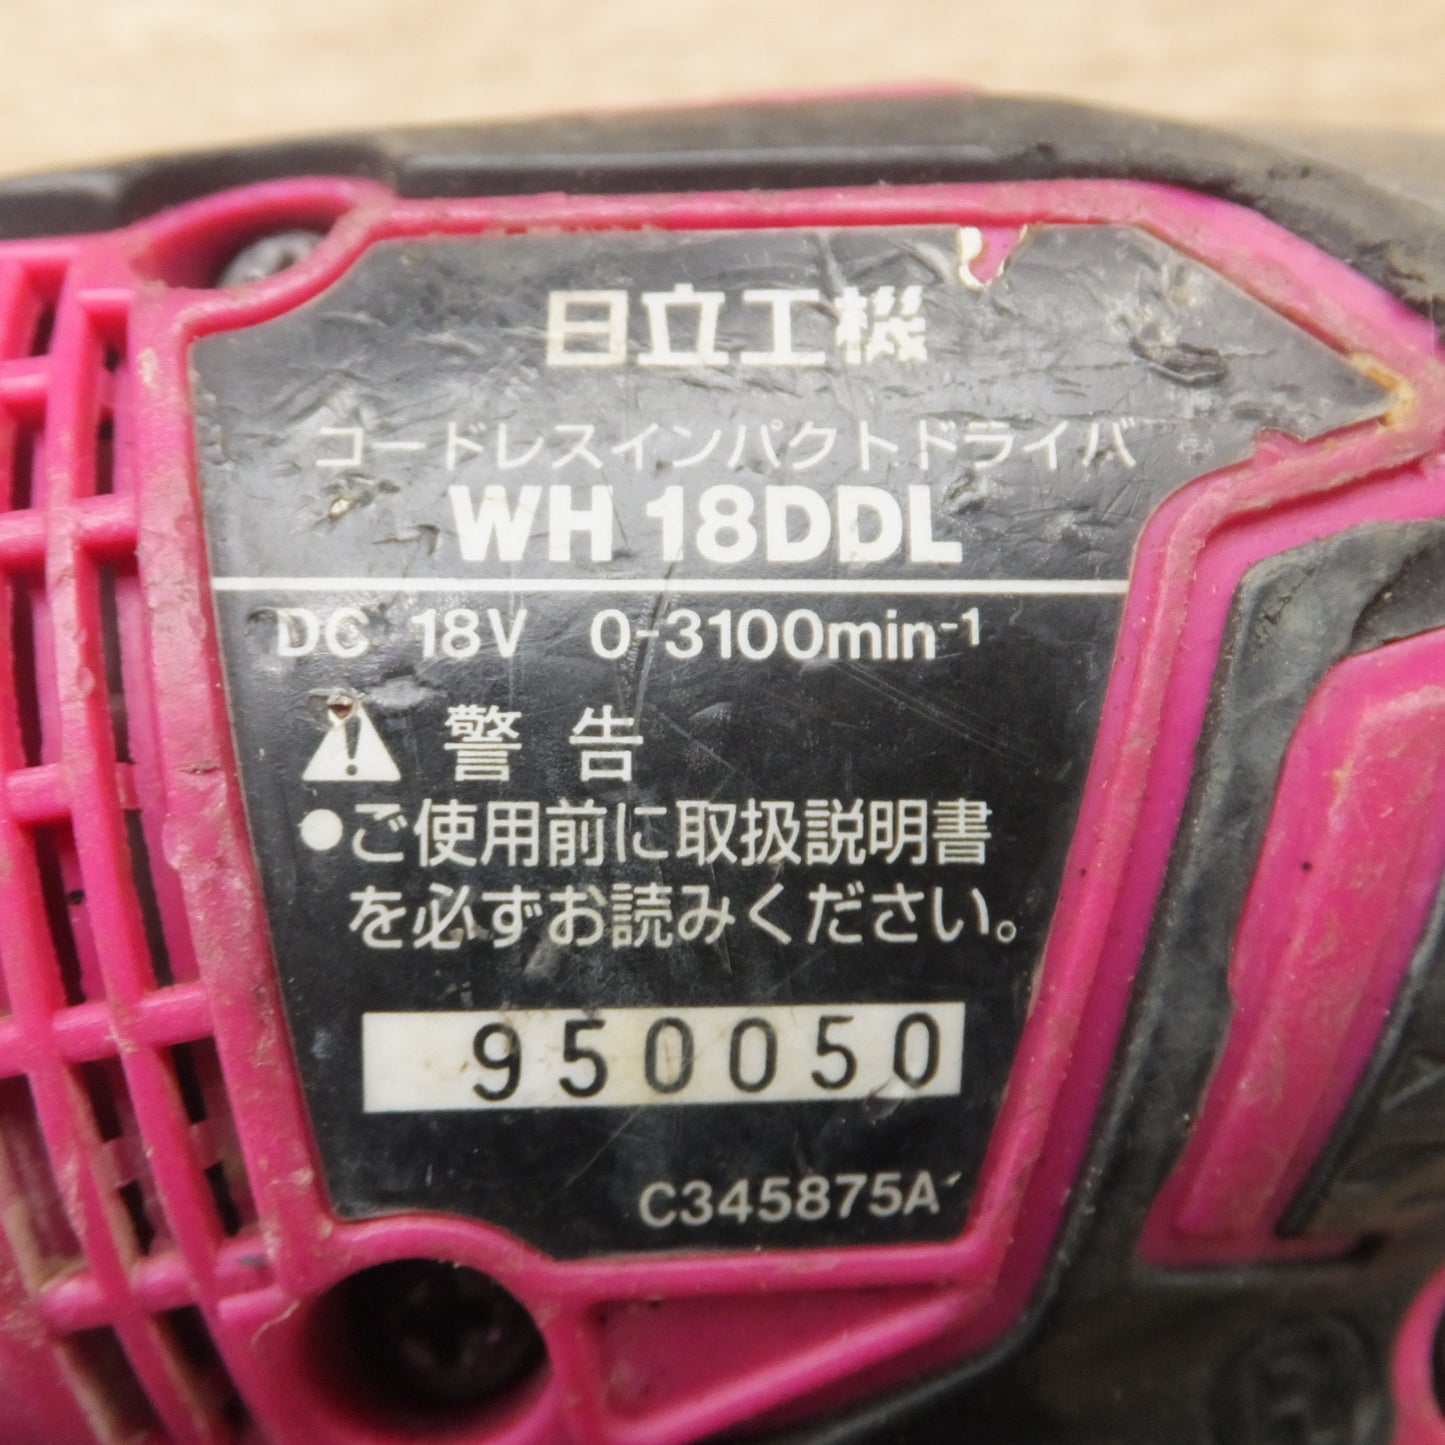 日立工機
コードレスインパクトドライバ
WH 18DDL
DC 18V 0-3100min⁻¹
警告
●ご使用前に取扱説明書
を必ずお読みください。
950050
C345875A